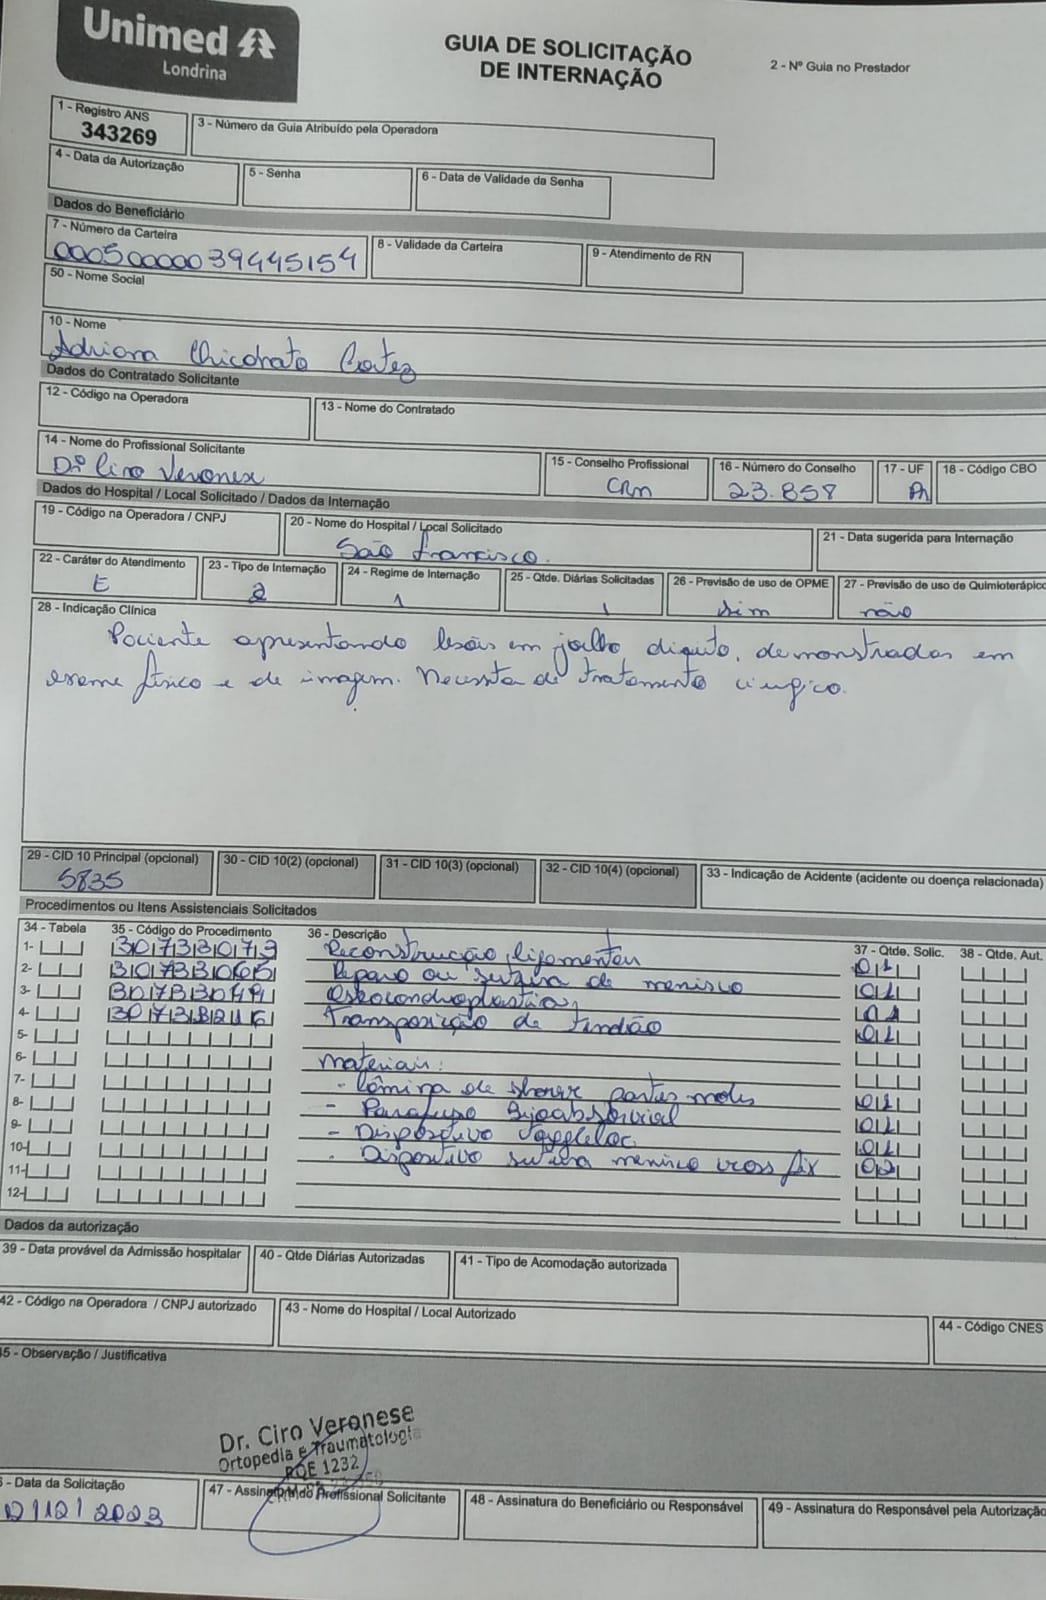 Unimed
Londrina
GUIA DE SOLICITAÇÃO
DE INTERNAÇÃO
2 - Nº Guia no Prestador
1 - Registro ANS
343269
3 - Número da Guia Atribuído pela Operadora
4 - Data da Autorização
5 - Senha
6 - Data de Validade da Senha
Dados do Beneficiário
7 - Número da Carteira
00050000039445154
8 - Validade da Carteira
9 - Atendimento de RN
50 - Nome Social
10 - Nome
Adriana Chicorato Cortez
Dados do Contratado Solicitante
12 - Código na Operadora
13 - Nome do Contratado
14 - Nome do Profissional Solicitante
Drº Ciro Veronese
15 - Conselho Profissional
CRM
16 - Número do Conselho
23.858
17 - UF
PR
18 - Código CBO
Dados do Hospital / Local Solicitado / Dados da Internação
19 - Código na Operadora / CNPJ
20 - Nome do Hospital / Local Solicitado
São Francisco.
21 - Data sugerida para Internação
22 - Caráter do Atendimento
E
23 - Tipo de Internação
2
24 - Regime de Internação
1
25 - Qtde. Diárias Solicitadas
1
26 - Previsão de uso de OPME
sim
27 - Previsão de uso de Quimioterápico
não
28 - Indicação Clínica
Paciente apresentando lesões em joelho direito, demonstradas em
exame físico e de imagem. Necessita de tratamento cirúgico.
29 - CID 10 Principal (opcional)
S835
30 - CID 10(2) (opcional)
31 - CID 10(3) (opcional)
32 - CID 10(4) (opcional)
33 - Indicação de Acidente (acidente ou doença relacionada)
Procedimentos ou Itens Assistenciais Solicitados
34 - Tabela 35 - Código do Procedimento 36 - Descrição 37 - Qtde. Solic. 38 - Qtde. Aut.
1- Reconstrução ligamentar 01
2- Reparo ou sutura de menisco 01
3- Osteocondroplastia 01
4- Transposição de tendão 01
5-
6- Materiais:
7- - Lâmina de shaver partes moles 01
8- - Parafuso Bioabsorvível 01
9- - Dispositivo Toggleloc 01
10- - Dispositivo sutura menisco cross fix 02
11-
12-
Dados da autorização
39 - Data provável da Admissão hospitalar
40 - Qtde Diárias Autorizadas
41 - Tipo de Acomodação autorizada
42 - Código na Operadora / CNPJ autorizado
43 - Nome do Hospital / Local Autorizado
44 - Código CNES
45 - Observação / Justificativa
Dr. Ciro Veronese
Ortopedia e Traumatologia
RQE 1232
- Data da Solicitação
12/12/2023
47 - Assinatura do Profissional Solicitante
48 - Assinatura do Beneficiário ou Responsável
49 - Assinatura do Responsável pela Autorização